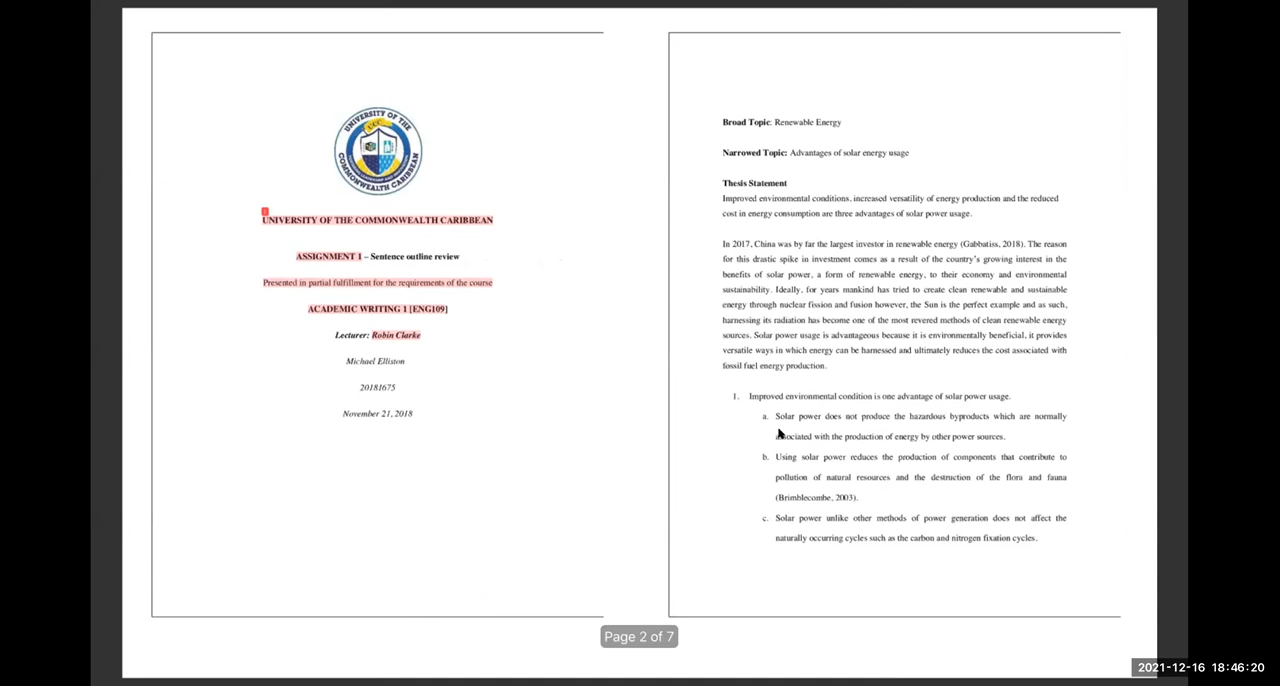 UNIVERSITY OF THE
UCC
COMMONWEALTH CARIBBEAN
UNIVERSITY OF THE COMMONWEALTH CARIBBEAN
ASSIGNMENT 1 – Sentence outline review
Presented in partial fulfillment for the requirements of the course
ACADEMIC WRITING 1 [ENG109]
Lecturer: Robin Clarke
Michael Elliston
20181675
November 21, 2018
Broad Topic: Renewable Energy
Narrowed Topic: Advantages of solar energy usage
Thesis Statement
Improved environmental conditions, increased versatility of energy production and the reduced
cost in energy consumption are three advantages of solar power usage.
In 2017, China was by far the largest investor in renewable energy (Gabbatiss, 2018). The reason
for this drastic spike in investment comes as a result of the country's growing interest in the
benefits of solar power, a form of renewable energy, to their economy and environmental
sustainability. Ideally, for years mankind has tried to create clean renewable and sustainable
energy through nuclear fission and fusion however, the Sun is the perfect example and as such,
harnessing its radiation has become one of the most revered methods of clean renewable energy
sources. Solar power usage is advantageous because it is environmentally beneficial, it provides
versatile ways in which energy can be harnessed and ultimately reduces the cost associated with
fossil fuel energy production.
1. Improved environmental condition is one advantage of solar power usage.
a. Solar power does not produce the hazardous byproducts which are normally
associated with the production of energy by other power sources.
b. Using solar power reduces the production of components that contribute to
pollution of natural resources and the destruction of the flora and fauna
(Brimblecombe, 2003).
c. Solar power unlike other methods of power generation does not affect the
naturally occurring cycles such as the carbon and nitrogen fixation cycles.
Page 2 of 7
2021-12-16 18:46:20